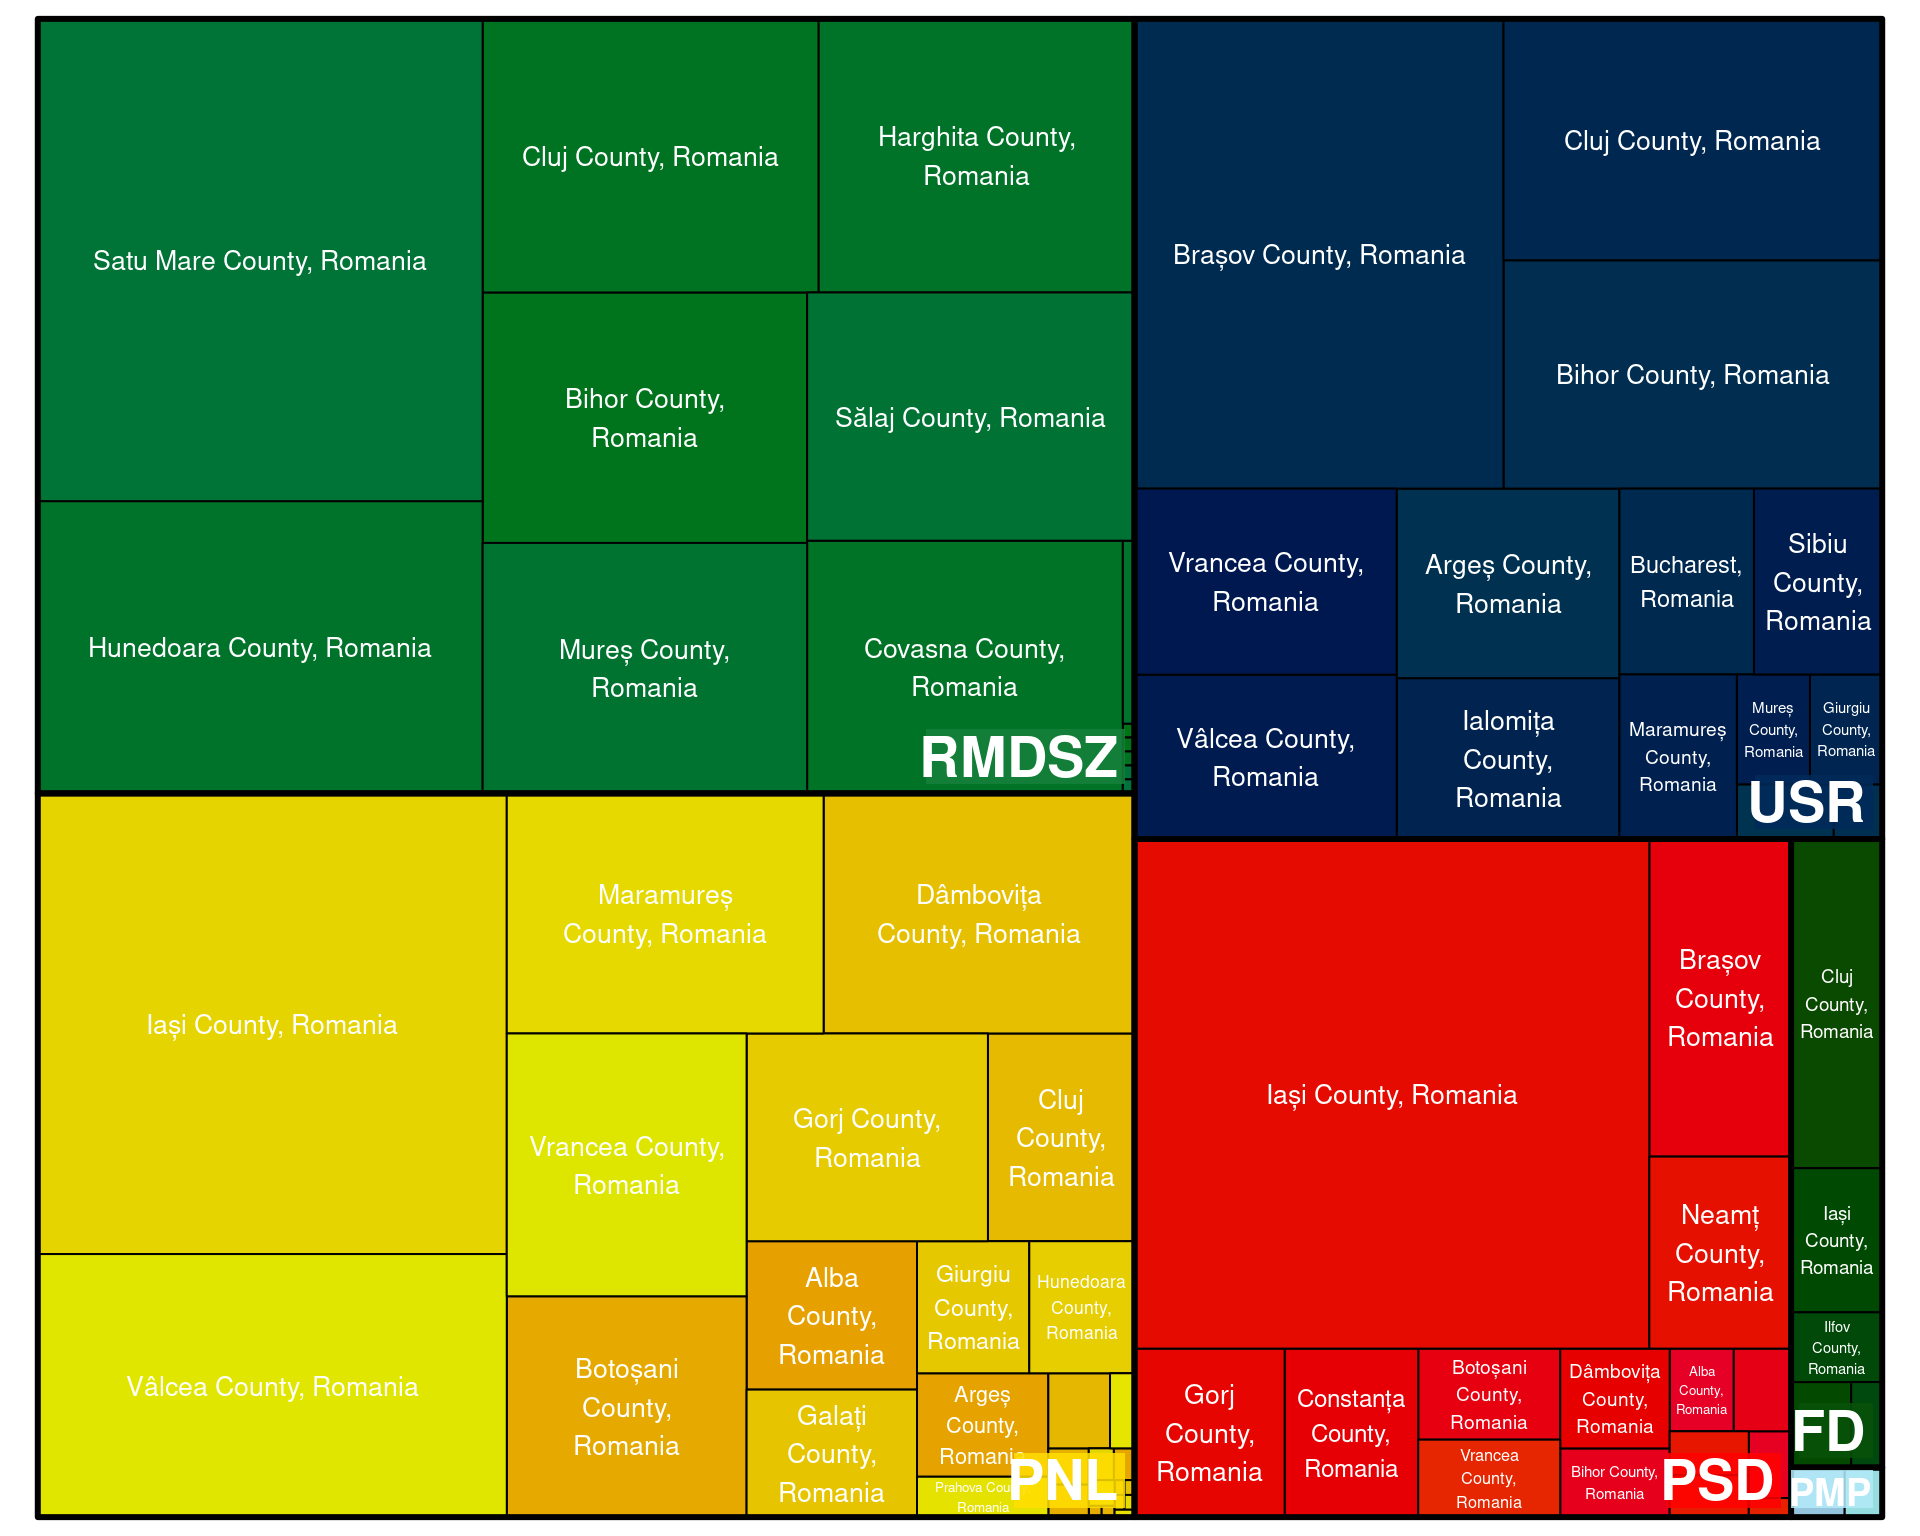 Satu Mare County, Romania
Cluj County, Romania
Harghita County,
Romania
Bihor County,
Romania
Sălaj County, Romania
Hunedoara County, Romania
Mureș County,
Romania
Covasna County,
Romania
RMDSZ
Brașov County, Romania
Cluj County, Romania
Bihor County, Romania
Vrancea County,
Romania
Argeș County,
Romania
Bucharest,
Romania
Sibiu
County,
Romania
Vâlcea County,
Romania
Ialomița
County,
Romania
Maramureș
County,
Romania
Mureș
County,
Romania
Giurgiu
County,
Romania
USR
Iași County, Romania
Maramureș
County, Romania
Dâmbovița
County, Romania
Vrancea County,
Romania
Gorj County,
Romania
Cluj
County,
Romania
Vâlcea County, Romania
Botoșani
County,
Romania
Alba
County,
Romania
Giurgiu
County,
Romania
Hunedoara
County,
Romania
Galați
County,
Romania
Argeș
County,
Romania
Prahova County,
Romania
PNL
Iași County, Romania
Brașov
County,
Romania
Neamț
County,
Romania
Gorj
County,
Romania
Constanța
County,
Romania
Botoșani
County,
Romania
Vrancea
County,
Romania
Dâmbovița
County,
Romania
Bihor County,
Romania
Alba
County,
Romania
PSD
Cluj
County,
Romania
Iași
County,
Romania
Ilfov
County,
Romania
FD
PMP